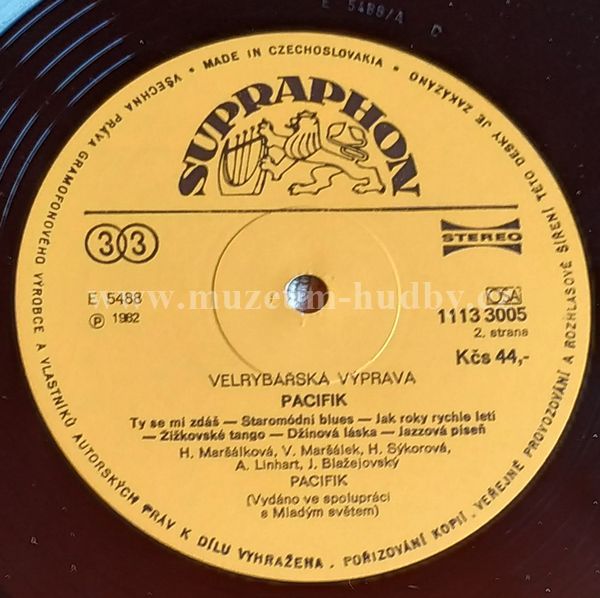 E 5488/A D
VŠECHNA PRÁVA GRAMOFONOVÉHO VÝROBCE A VLASTNÍKŮ AUTORSKÝCH PRÁV K DÍLU VYHRAŽENA. POŘIZOVÁNÍ KOPIÍ. VEŘEJNÉ PROVOZOVÁNÍ A ROZHLASOVÉ ŠÍŘENÍ TÉTO DESKY JE ZAKÁZÁNO • MADE IN CZECHOSLOVAKIA •
SUPRAPHON
33
STEREO
www.muzeum-hudby.cz
E 5488
OSA
℗ 1982
1113 3005
2. strana
Kčs 44,-
VELRYBÁŘSKÁ VÝPRAVA
PACIFIK
Ty se mi zdáš — Staromódní blues — Jak roky rychle letí
— Žižkovské tango — Džínová láska — Jazzová píseň
H. Maršálková, V. Maršálek, H. Sýkorová,
A. Linhart, J. Blažejovský
PACIFIK
(Vydáno ve spolupráci
s Mladým světem)